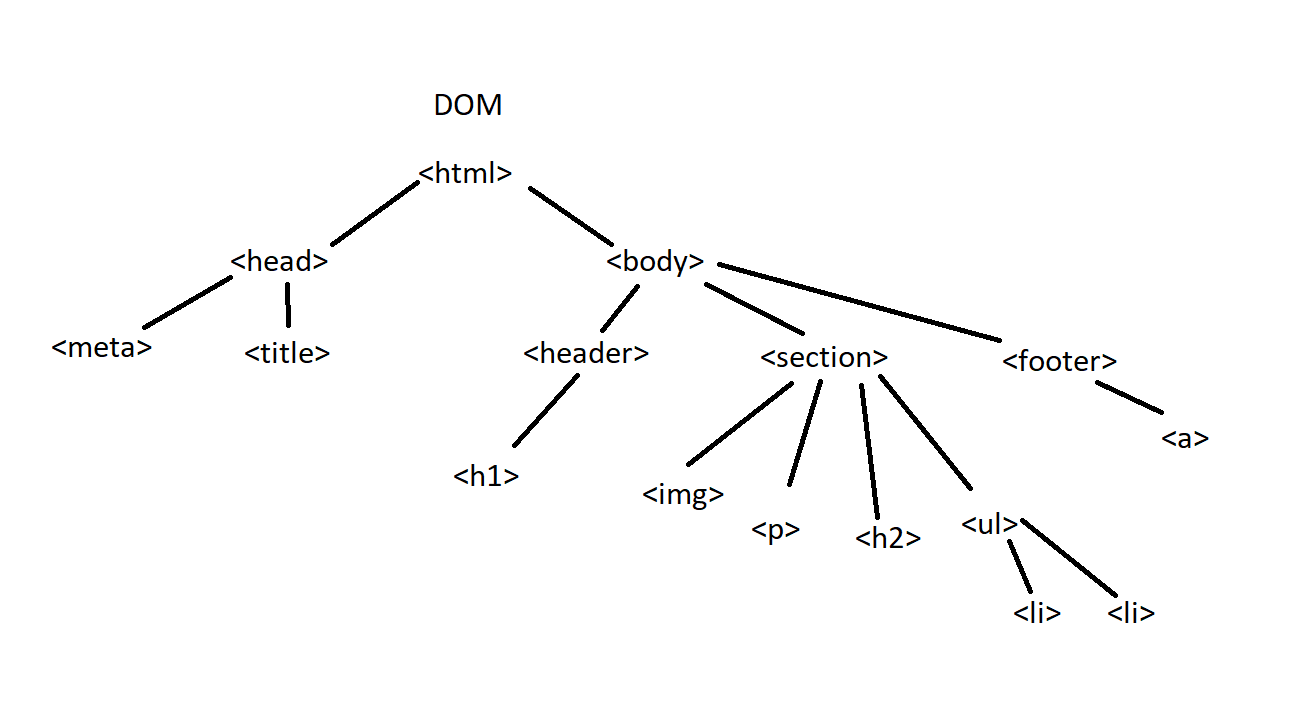 DOM
<html>
<head> <body>
<meta> <title> <header> <section> <footer>
<a>
<h1> <img>
<p> <h2> <ul>
<li> <li>